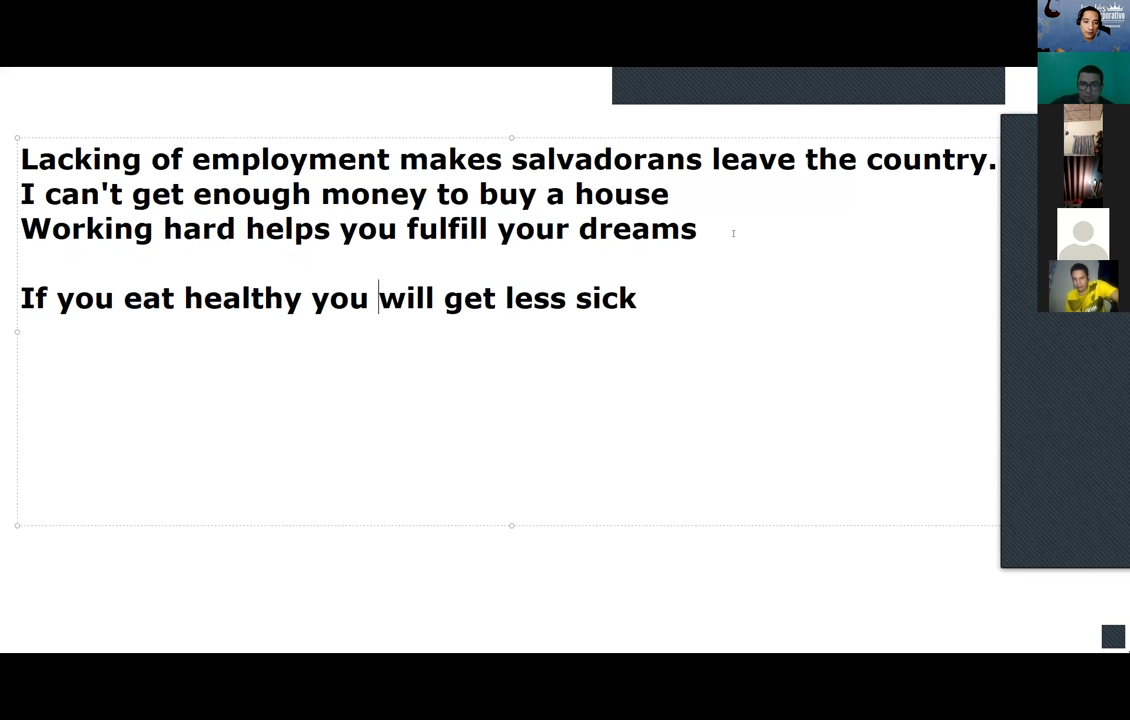 Lacking of employment makes salvadorans leave the country.
I can't get enough money to buy a house
Working hard helps you fulfill your dreams
If you eat healthy you will get less sick